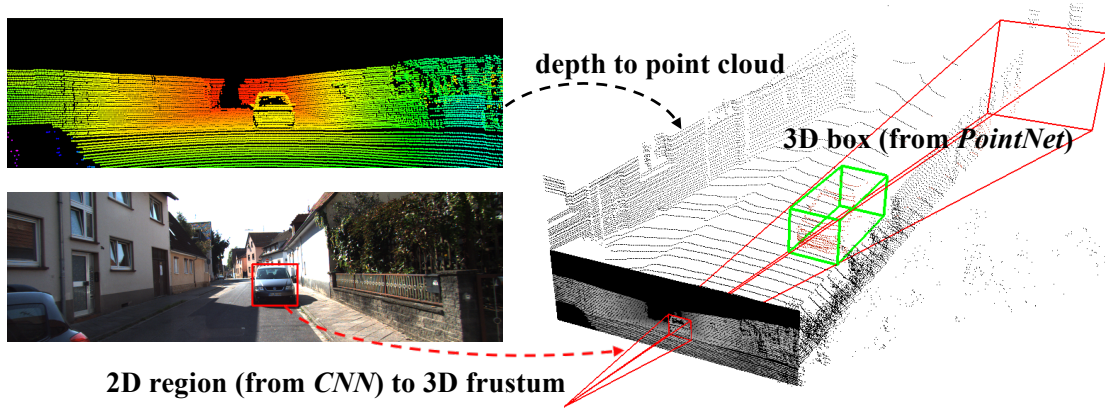 depth to point cloud
3D box (from PointNet)
2D region (from CNN) to 3D frustum